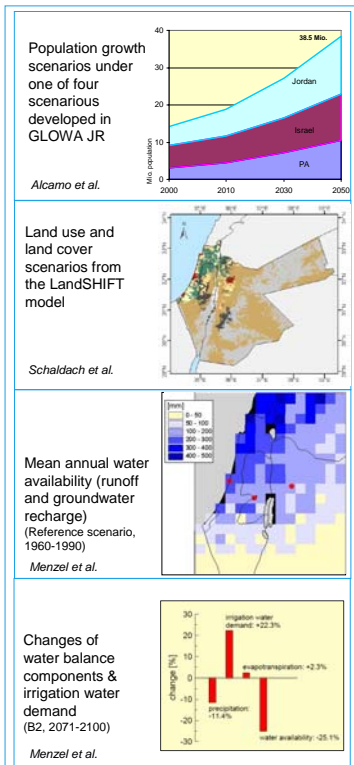 Population growth
scenarios under
one of four
scenarious
developed in
GLOWA JR
Alcamo et al.
Mio. population
40
30
20
10
0
38.5 Mio.
Jordan
Israel
PA
2000
2010
2030
2050
Land use and
land cover
scenarios from
the LandSHIFT
model
Schaldach et al.
Mean annual water
availability (runoff
and groundwater
recharge)
(Reference scenario,
1960-1990)
Menzel et al.
[mm]
0 - 50
50 - 100
100 - 200
200 - 300
300 - 400
400 - 500
Changes of
water balance
components &
irrigation water
demand
(B2, 2071-2100)
Menzel et al.
change [%]
30
20
10
0
-10
-20
-30
irrigation water
demand: +22.3%
evapotranspiration: +2.3%
precipitation:
-11.4%
water availability: -25.1%